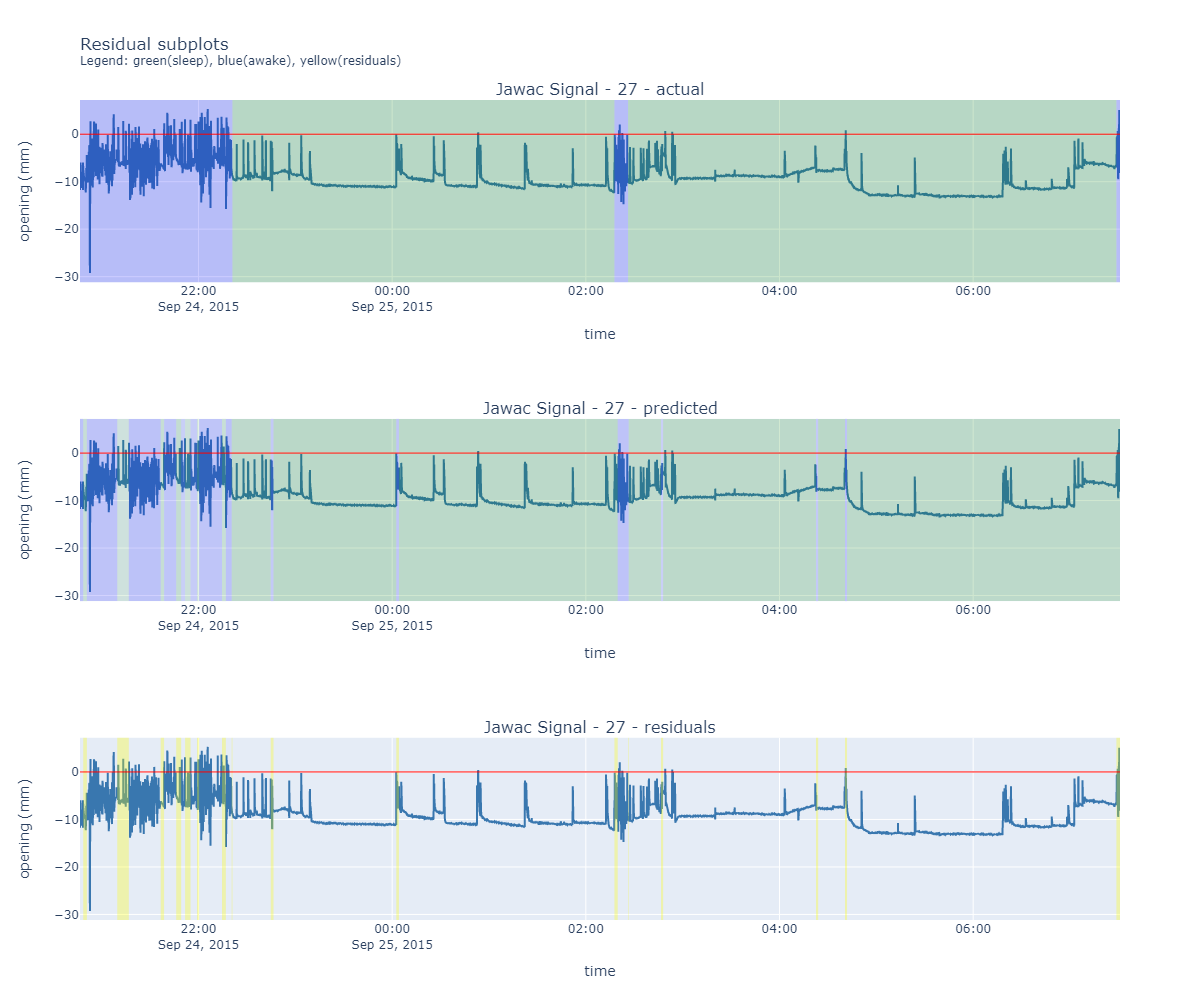 Residual subplots
Legend: green(sleep), blue(awake), yellow(residuals)
Jawac Signal - 27 - actual
0
−10
−20
−30
opening (mm)
22:00
Sep 24, 2015
00:00
Sep 25, 2015
02:00
04:00
06:00
time
Jawac Signal - 27 - predicted
0
−10
−20
−30
opening (mm)
22:00
Sep 24, 2015
00:00
Sep 25, 2015
02:00
04:00
06:00
time
Jawac Signal - 27 - residuals
0
−10
−20
−30
opening (mm)
22:00
Sep 24, 2015
00:00
Sep 25, 2015
02:00
04:00
06:00
time